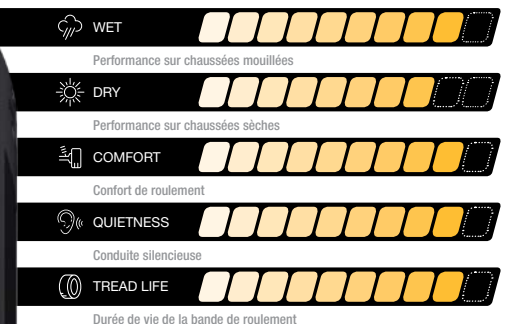 WET
Performance sur chaussées mouillées
DRY
Performance sur chaussées sèches
COMFORT
Confort de roulement
QUIETNESS
Conduite silencieuse
TREAD LIFE
Durée de vie de la bande de roulement